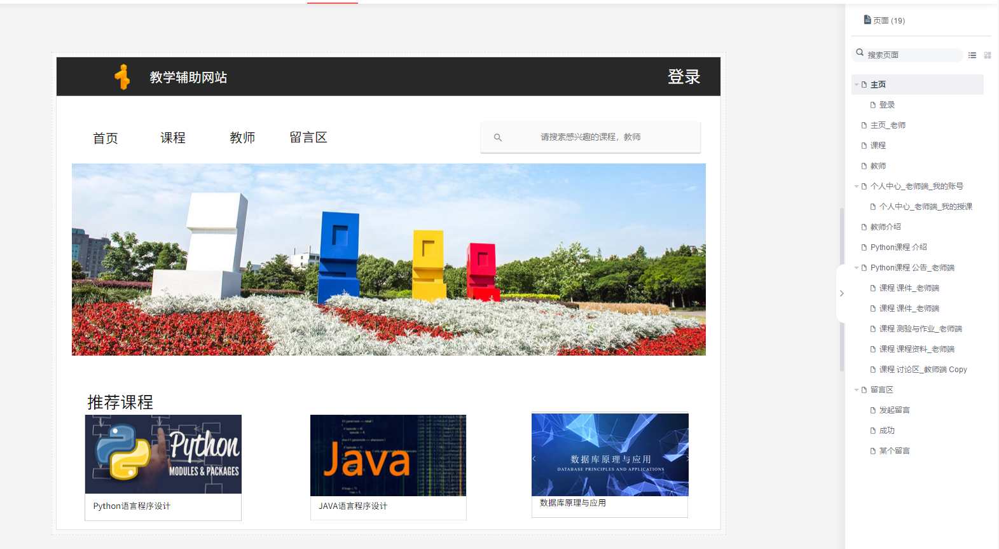 教学辅助网站
登录
首页
课程
教师
留言区
请搜索感兴趣的课程，教师
推荐课程
Python
MODULES & PACKAGES
Python语言程序设计
Java
JAVA语言程序设计
数据库原理与应用
DATABASE PRINCIPLES AND APPLICATIONS
数据库原理与应用
页面 (19)
搜索页面
主页
登录
主页_老师
课程
教师
个人中心_老师端_我的账号
个人中心_老师端_我的授课
教师介绍
Python课程 介绍
Python课程 公告_老师端
课程 课件_老师端
课程 课件_老师端
课程 测验与作业_老师端
课程 课程资料_老师端
课程 讨论区_教师端 Copy
留言区
发起留言
成功
某个留言